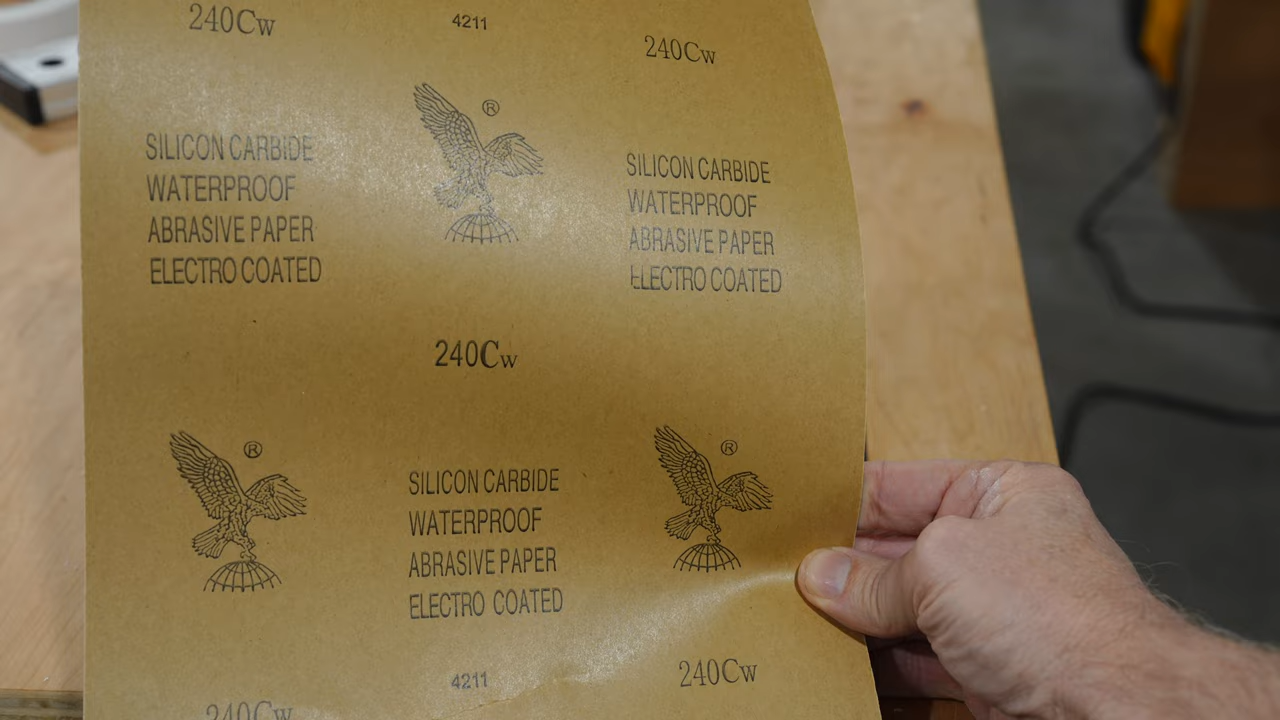 240Cw
4211
240Cw
®
SILICON CARBIDE
WATERPROOF
ABRASIVE PAPER
ELECTRO COATED
SILICON CARBIDE
WATERPROOF
ABRASIVE PAPER
ELECTRO COATED
240Cw
®
®
SILICON CARBIDE
WATERPROOF
ABRASIVE PAPER
ELECTRO COATED
4211
240Cw
240Cw